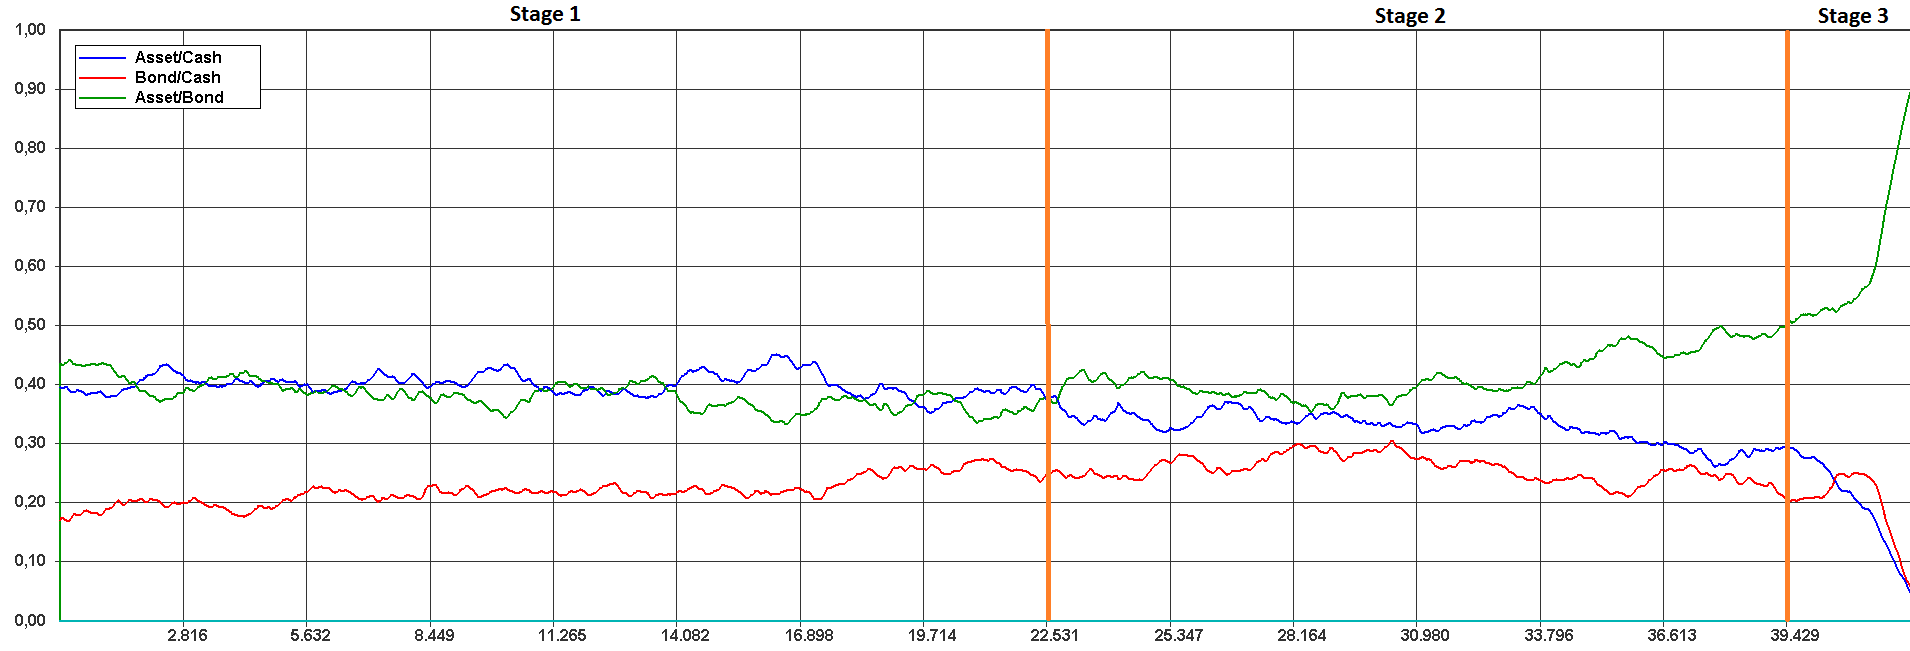 Stage 1
Stage 2
Stage 3
1,00
Asset/Cash
Bond/Cash
Asset/Bond
0,90
0,80
0,70
0,60
0,50
0,40
0,30
0,20
0,10
0,00
2.816 5.632 8.449 11.265 14.082 16.898 19.714 22.531 25.347 28.164 30.980 33.796 36.613 39.429